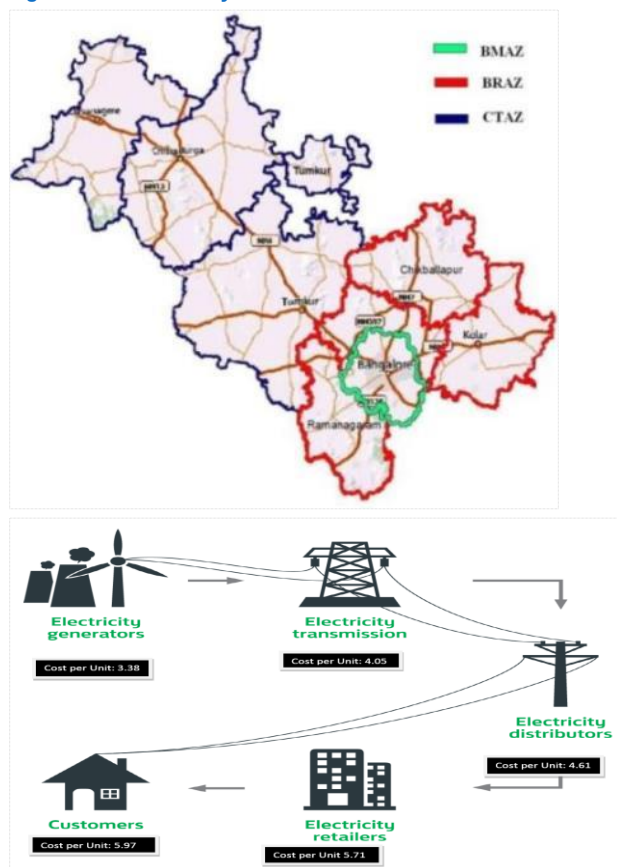 BMAZ
BRAZ
CTAZ
Tumkur
Chikballapur
Tumkur
Kolar
Bangalore
Ramanagaram
Electricity
generators
Cost per Unit: 3.38
Electricity
transmission
Cost per Unit: 4.05
Electricity
distributors
Cost per Unit: 4.61
Customers
Cost per Unit 5.97
Electricity
retailers
Cost per Unit 5.71